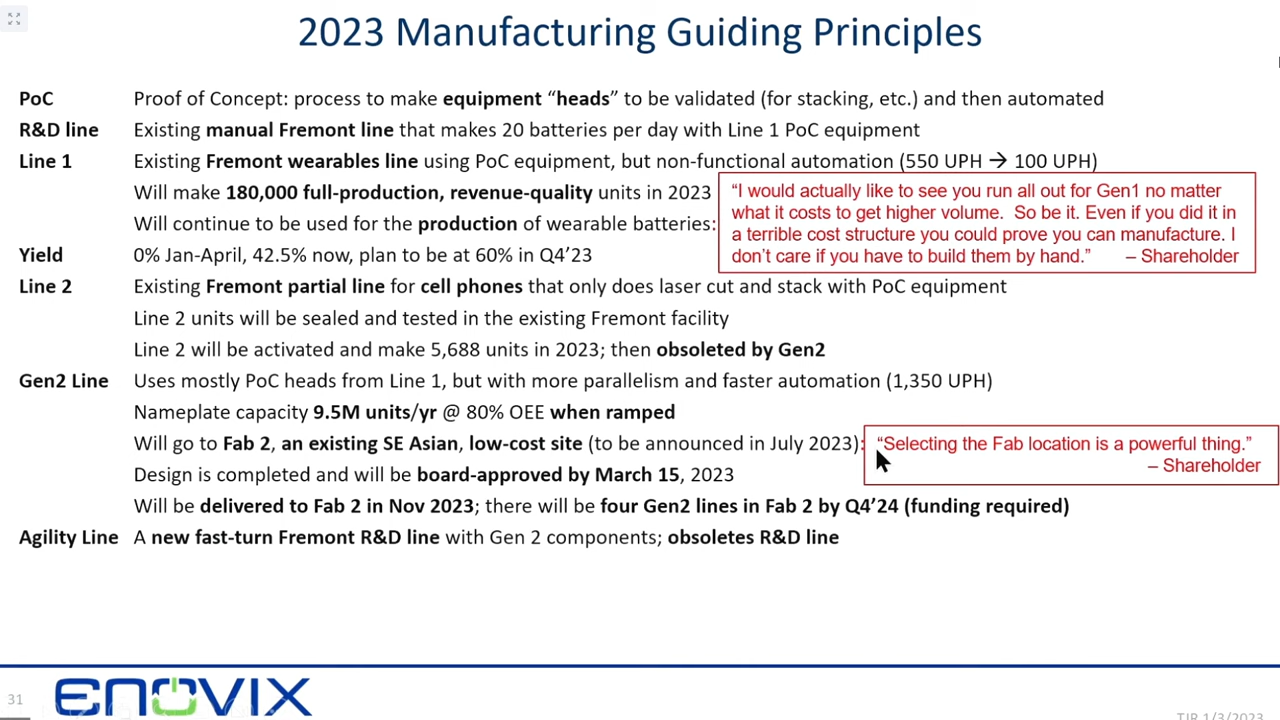 2023 Manufacturing Guiding Principles
PoC Proof of Concept: process to make equipment “heads” to be validated (for stacking, etc.) and then automated
R&D line Existing manual Fremont line that makes 20 batteries per day with Line 1 PoC equipment
Line 1 Existing Fremont wearables line using PoC equipment, but non-functional automation (550 UPH → 100 UPH)
Will make 180,000 full-production, revenue-quality units in 2023
Will continue to be used for the production of wearable batteries:
“I would actually like to see you run all out for Gen1 no matter
what it costs to get higher volume. So be it. Even if you did it in
a terrible cost structure you could prove you can manufacture. I
don’t care if you have to build them by hand.” – Shareholder
Yield 0% Jan-April, 42.5% now, plan to be at 60% in Q4’23
Line 2 Existing Fremont partial line for cell phones that only does laser cut and stack with PoC equipment
Line 2 units will be sealed and tested in the existing Fremont facility
Line 2 will be activated and make 5,688 units in 2023; then obsoleted by Gen2
Gen2 Line Uses mostly PoC heads from Line 1, but with more parallelism and faster automation (1,350 UPH)
Nameplate capacity 9.5M units/yr @ 80% OEE when ramped
Will go to Fab 2, an existing SE Asian, low-cost site (to be announced in July 2023):
“Selecting the Fab location is a powerful thing.”
– Shareholder
Design is completed and will be board-approved by March 15, 2023
Will be delivered to Fab 2 in Nov 2023; there will be four Gen2 lines in Fab 2 by Q4’24 (funding required)
Agility Line A new fast-turn Fremont R&D line with Gen 2 components; obsoletes R&D line
31
ENOVIX
TJR 1/3/2023